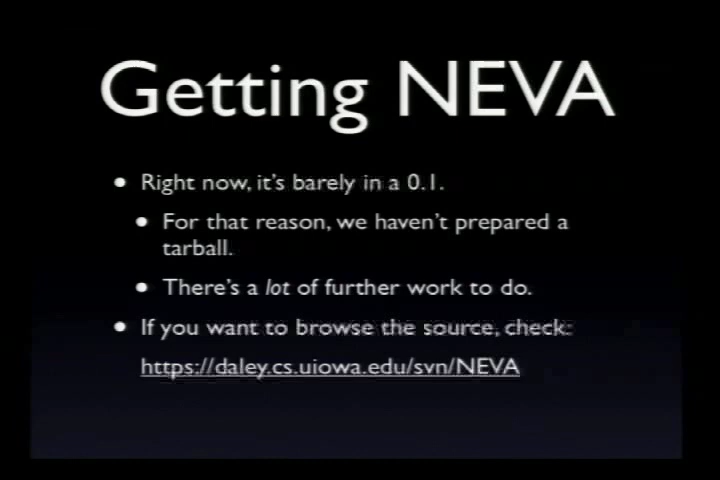 Getting NEVA
• Right now, it's barely in a 0.1.
• For that reason, we haven't prepared a
tarball.
• There's a lot of further work to do.
• If you want to browse the source, check:
https://daley.cs.uiowa.edu/svn/NEVA